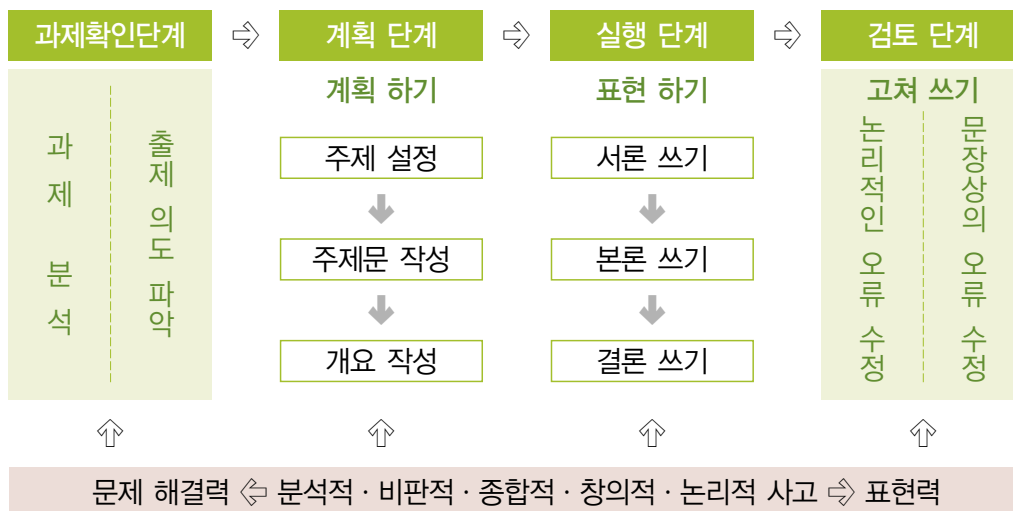 과제확인단계
계획 단계
실행 단계
검토 단계
과제 분석
출제 의도 파악
계획 하기
주제 설정
주제문 작성
개요 작성
표현 하기
서론 쓰기
본론 쓰기
결론 쓰기
고쳐 쓰기
논리적인 오류 수정
문장상의 오류 수정
문제 해결력 ⇦ 분석적 · 비판적 · 종합적 · 창의적 · 논리적 사고 ⇨ 표현력